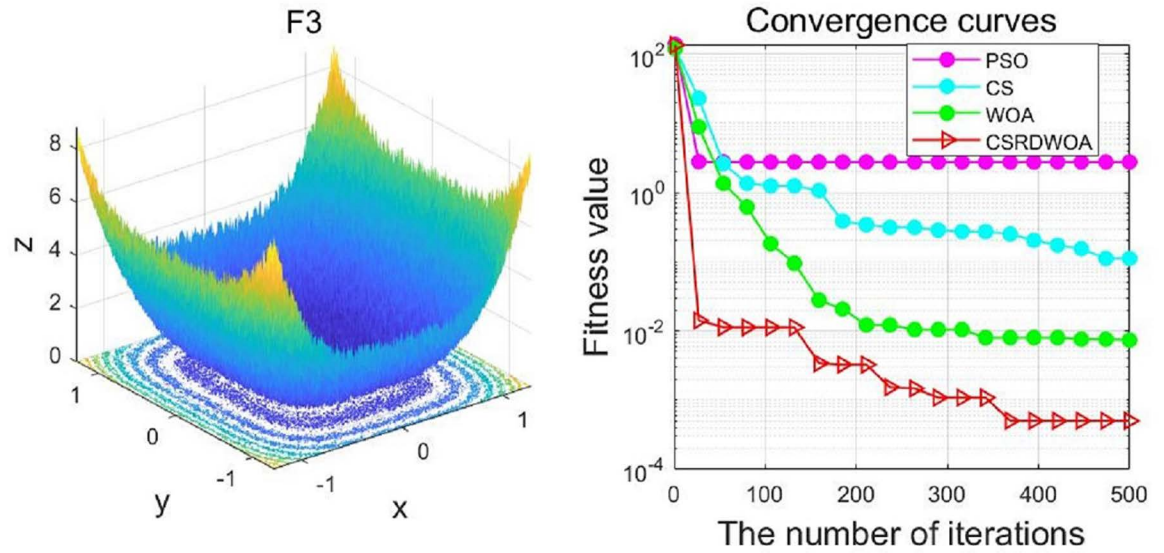 F3
8
6
4
2
0
z
1
0
-1
y
-1
0
1
x
Convergence curves
PSO
CS
WOA
CSRDWOA
10^2
10^0
10^-2
10^-4
Fitness value
0 100 200 300 400 500
The number of iterations